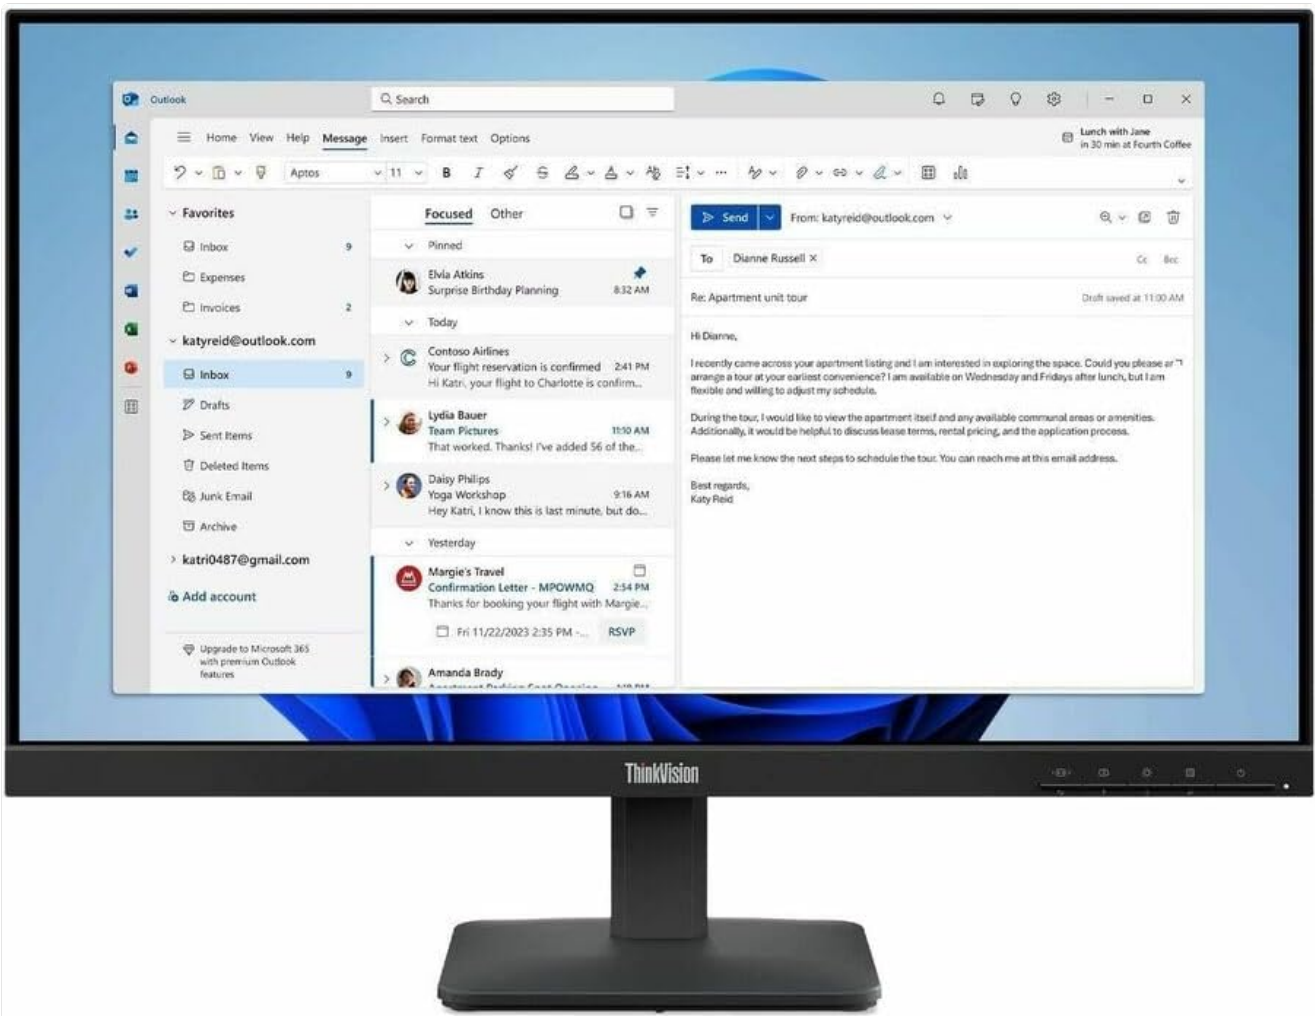 Outlook
Search
Home View Help Message Insert Format text Options
Lunch with Jane
in 30 min at Fourth Coffee
Aptos 11 B I
Favorites
Inbox 9
Expenses
Invoices 2
katyreid@outlook.com
Inbox 9
Drafts
Sent Items
Deleted Items
Junk Email
Archive
katri0487@gmail.com
Add account
Upgrade to Microsoft 365
with premium Outlook
features
Focused Other
Pinned
Elvia Atkins
Surprise Birthday Planning 8:32 AM
Today
Contoso Airlines
Your flight reservation is confirmed 2:41 PM
Hi Katri, your flight to Charlotte is confirm...
Lydia Bauer
Team Pictures 11:10 AM
That worked. Thanks! I've added 56 of the...
Daisy Philips
Yoga Workshop 9:16 AM
Hey Katri, I know this is last minute, but do...
Yesterday
Margie's Travel
Confirmation Letter - MPOWMQ 2:54 PM
Thanks for booking your flight with Margie...
Fri 11/22/2023 2:35 PM -... RSVP
Amanda Brady
Send From: katyreid@outlook.com
To Dianne Russell Cc Bcc
Re: Apartment unit tour Draft saved at 11:00 AM
Hi Dianne,
I recently came across your apartment listing and I am interested in exploring the space. Could you please
arrange a tour at your earliest convenience? I am available on Wednesday and Fridays after lunch, but I am
flexible and willing to adjust my schedule.
During the tour, I would like to view the apartment itself and any available communal areas or amenities.
Additionally, it would be helpful to discuss lease terms, rental pricing, and the application process.
Please let me know the next steps to schedule the tour. You can reach me at this email address.
Best regards,
Katy Reid
ThinkVision